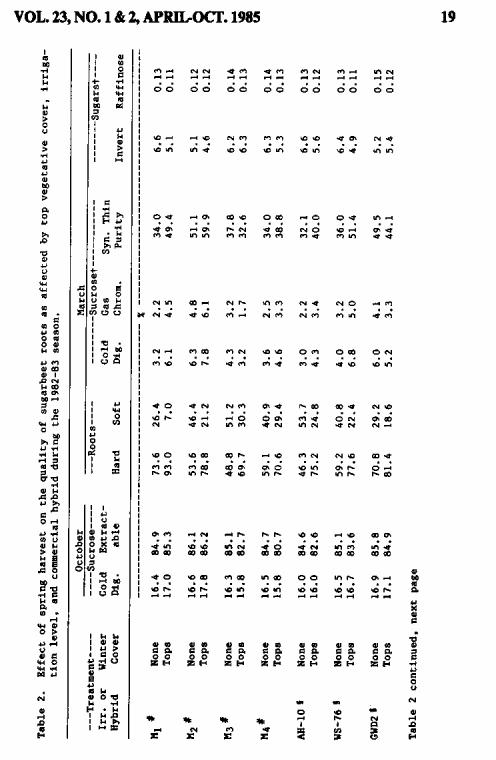 VOL. 23, NO. 1 & 2, APRIL-OCT. 1985 19
Table 2. Effect of spring harvest on the quality of sugarbeet roots as affected by top vegetative cover, irriga-
tion level, and commercial hybrid during the 1982-83 season.
October March
---Treatment---- ----Sucrose---- ---Roots---- -----Sucrose†------- -------Sugars†----
Irr. or Winter Cold Extract- Cold Gas Syn. Thin
Hybrid Cover Dig. able Hard Soft Dig. Chrom. Purity Invert Raffinose
%
M1 # None 16.4 84.9 73.6 26.4 3.2 2.2 34.0 6.6 0.13
Tops 17.0 85.3 93.0 7.0 6.1 4.5 49.4 5.1 0.11
M2 # None 16.6 86.1 53.6 46.4 6.3 4.8 51.1 5.1 0.12
Tops 17.8 86.2 78.8 21.2 7.8 6.1 59.9 4.6 0.12
M3 # None 16.3 85.1 48.8 51.2 4.3 3.2 37.8 6.2 0.14
Tops 15.8 82.7 69.7 30.3 3.2 1.7 32.6 6.3 0.13
M4 # None 16.5 84.7 59.1 40.9 3.6 2.5 34.0 6.3 0.14
Tops 15.8 80.7 70.6 29.4 4.6 3.3 38.8 5.3 0.13
AH-10 § None 16.0 84.6 46.3 53.7 3.0 2.2 32.1 6.6 0.13
Tops 16.0 82.6 75.2 24.8 4.3 3.4 40.0 5.6 0.12
WS-76 § None 16.5 85.1 59.2 40.8 4.0 3.2 36.0 6.4 0.13
Tops 16.7 83.6 77.6 22.4 6.8 5.0 51.4 4.9 0.11
GWD2 § None 16.9 85.8 70.8 29.2 6.0 4.1 49.5 5.2 0.15
Tops 17.1 84.9 81.4 18.6 5.2 3.3 44.1 5.4 0.12
Table 2 continued, next page